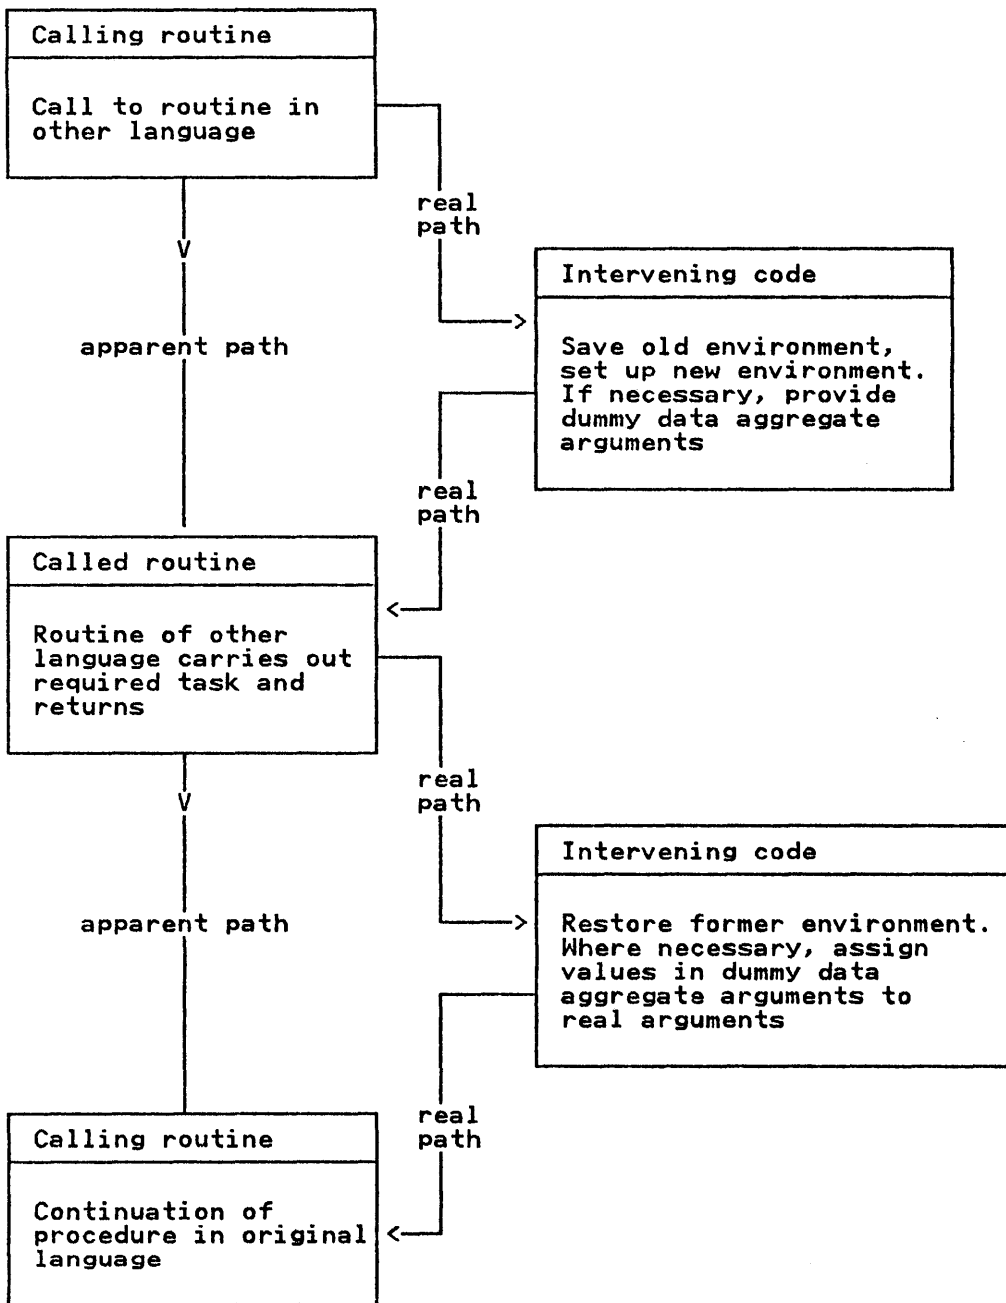 Calling routine
Call to routine in
other language
real
path
V
Intervening code
>
apparent path
Save old environment,
set up new environment.
If necessary, provide
dummy data aggregate
arguments
real
path
Called routine
<
Routine of other
language carries out
required task and
returns
real
path
V
Intervening code
>
apparent path
Restore former environment.
Where necessary, assign
values in dummy data
aggregate arguments to
real arguments
real
path
Calling routine
Continuation of
procedure in original
language
<